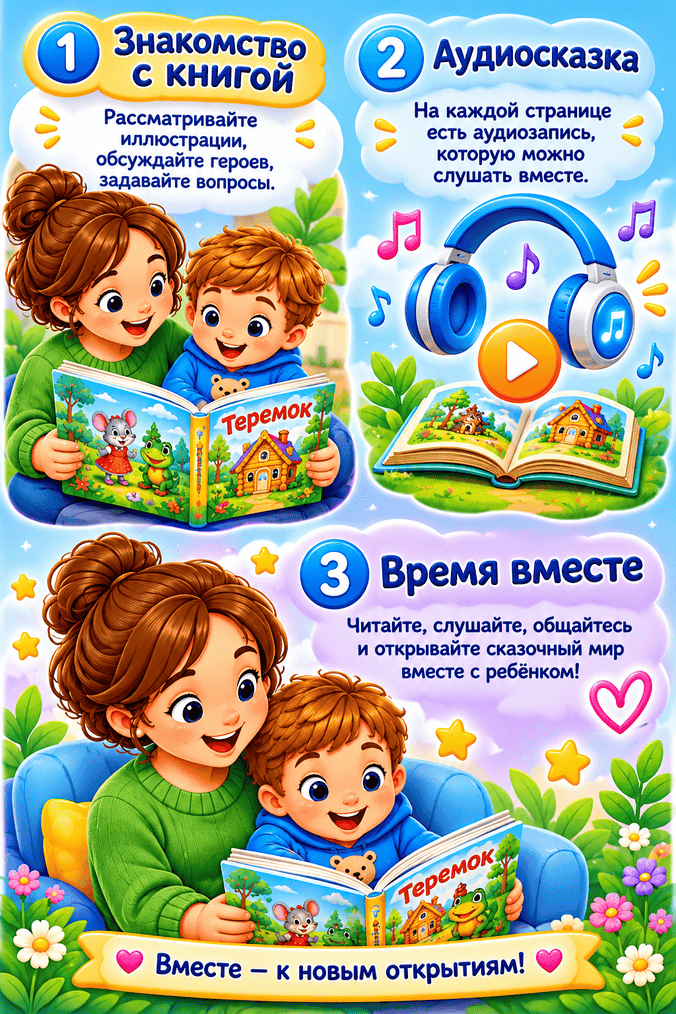 1
Знакомство
с книгой
Рассматривайте
иллюстрации,
обсуждайте героев,
задавайте вопросы.
Теремок
2
Аудиосказка
На каждой странице
есть аудиозапись,
которую можно
слушать вместе.
3
Время вместе
Читайте, слушайте, общайтесь
и открывайте сказочный мир
вместе с ребёнком!
Теремок
Вместе – к новым открытиям!